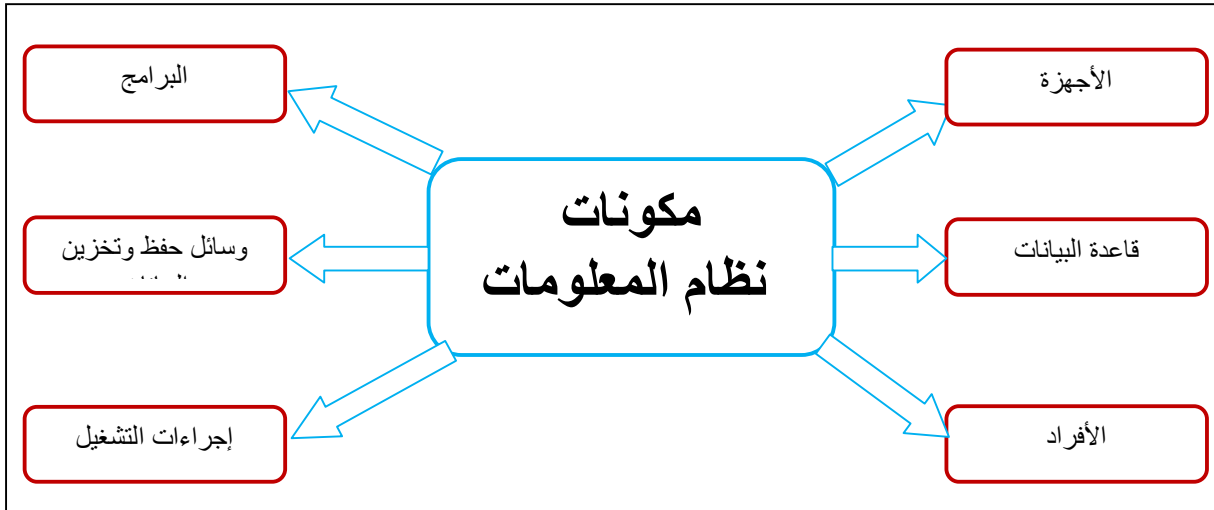 مكونات
نظام المعلومات
الأجهزة
قاعدة البيانات
الأفراد
البرامج
وسائل حفظ وتخزين
إجراءات التشغيل